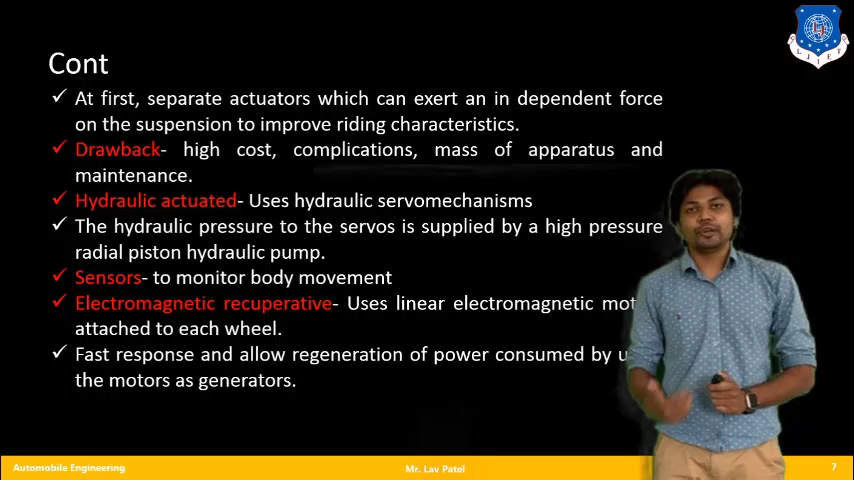 Cont
✓ At first, separate actuators which can exert an in dependent force
on the suspension to improve riding characteristics.
✓ Drawback- high cost, complications, mass of apparatus and
maintenance.
✓ Hydraulic actuated- Uses hydraulic servomechanisms
✓ The hydraulic pressure to the servos is supplied by a high pressure
radial piston hydraulic pump.
✓ Sensors- to monitor body movement
✓ Electromagnetic recuperative- Uses linear electromagnetic
attached to each wheel.
✓ Fast response and allow regeneration of power consumed by
the motors as generators.
LJIET
Automobile Engineering
Mr. Lav Patel
7